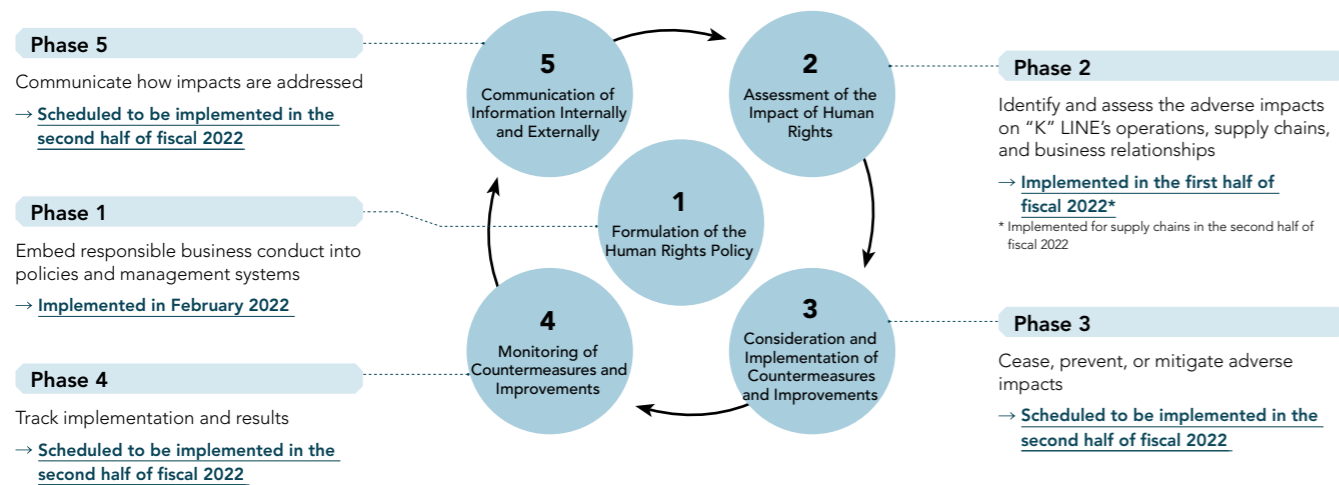 Phase 5
Communicate how impacts are addressed
→ Scheduled to be implemented in the
second half of fiscal 2022
Phase 1
Embed responsible business conduct into
policies and management systems
→ Implemented in February 2022
Phase 4
Track implementation and results
→ Scheduled to be implemented in the
second half of fiscal 2022
5
Communication of
Information Internally
and Externally
2
Assessment of the
Impact of Human
Rights
1
Formulation of the
Human Rights Policy
4
Monitoring of
Countermeasures and
Improvements
3
Consideration and
Implementation of
Countermeasures
and Improvements
Phase 2
Identify and assess the adverse impacts
on “K” LINE’s operations, supply chains,
and business relationships
→ Implemented in the first half of
fiscal 2022*
* Implemented for supply chains in the second half of
fiscal 2022
Phase 3
Cease, prevent, or mitigate adverse
impacts
→ Scheduled to be implemented in the
second half of fiscal 2022